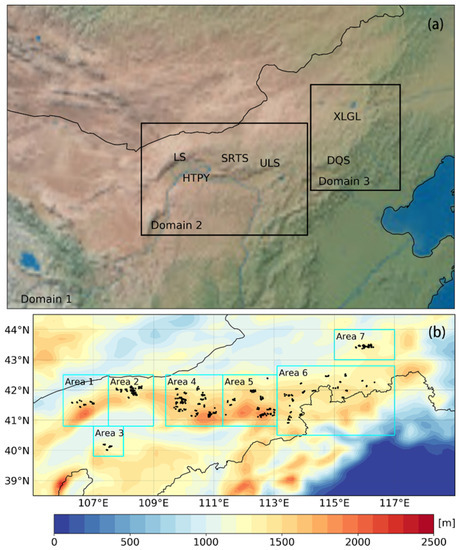 (a)
XLGL
LS
SRTS
ULS
DQS
HTPY
Domain 3
Domain 2
Domain 1
44°N
(b)
Area 7
43°N
Area 6
42°N
Area 1
Area 2
Area 4
Area 5
41°N
Area 3
40°N
39°N
107°E
109°E
111°E
113°E
115°E
117°E
[m]
0
500
1000
1500
2000
2500